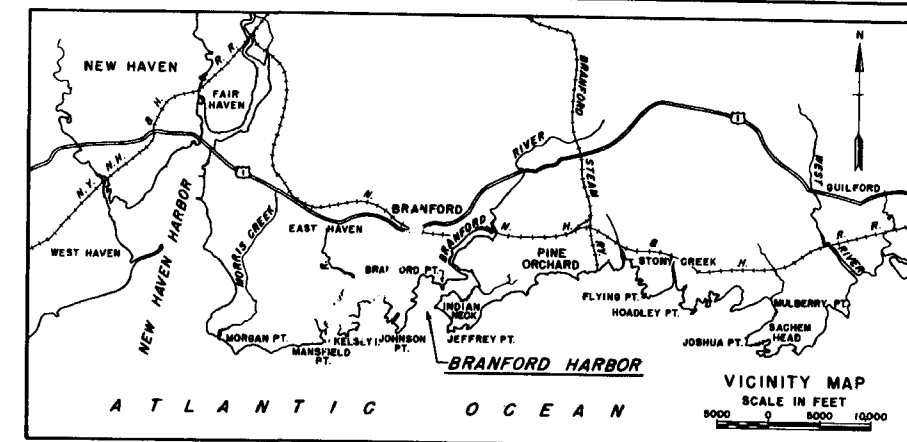 NEW HAVEN
FAIR
HAVEN
R. R.
H.
&
N.H.
N.Y.
1
N
1
BRANFORD
STEAM
RY
RIVER
WEST
RIVER
GUILFORD
N.
BRANFORD
EAST HAVEN
MORRIS CREEK
NEW HAVEN HARBOR
WEST HAVEN
BRANFORD
N.
H.
PINE
ORCHARD
STONY CREEK
H.
R.
R.
R.
INDIAN
NECK
FLYING PT.
HOADLEY PT.
MULBERRY PT.
SACHEM
HEAD
JOSHUA PT.
MORGAN PT.
MANSFIELD
PT.
JOHNSON
PT.
JEFFREY PT.
BRANFORD HARBOR
ATLANTIC OCEAN
VICINITY MAP
SCALE IN FEET
5000 0 5000 10,000